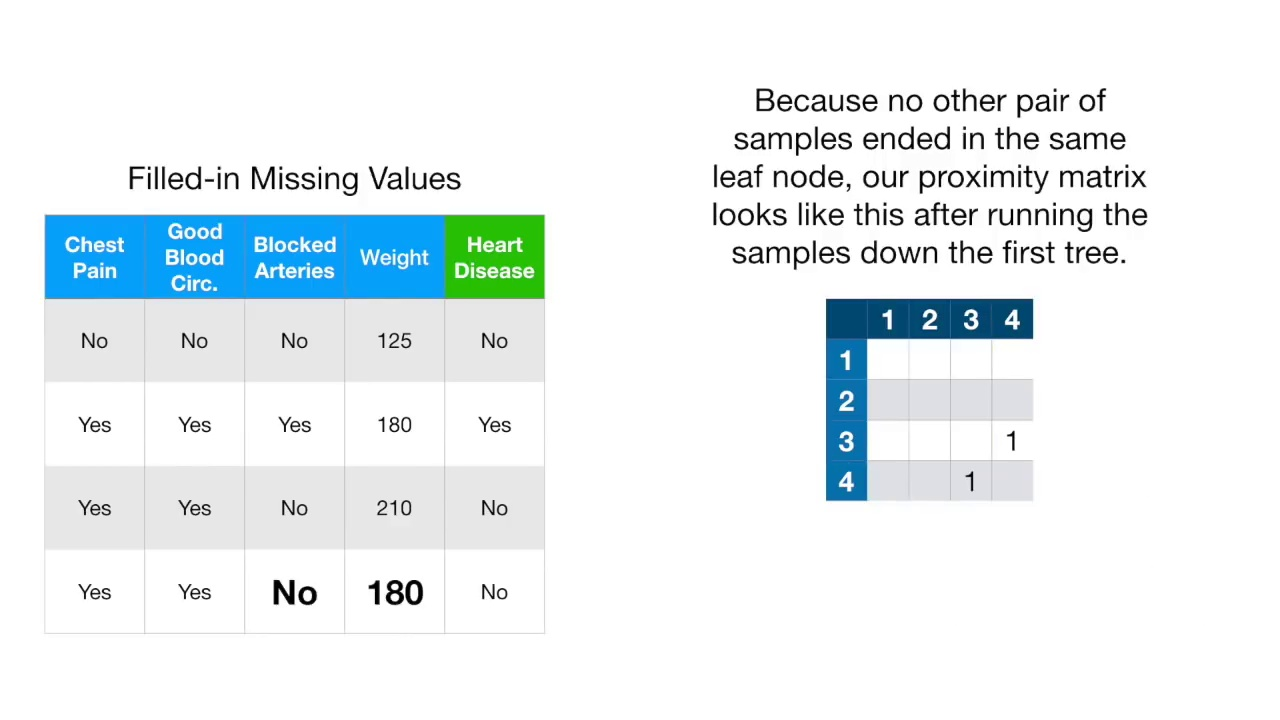 Because no other pair of
samples ended in the same
leaf node, our proximity matrix
looks like this after running the
samples down the first tree.
Filled-in Missing Values
Chest Pain Good Blood Circ. Blocked Arteries Weight Heart Disease
No No No 125 No
Yes Yes Yes 180 Yes
Yes Yes No 210 No
Yes Yes No 180 No
1 2 3 4
1
2
3 1
4 1